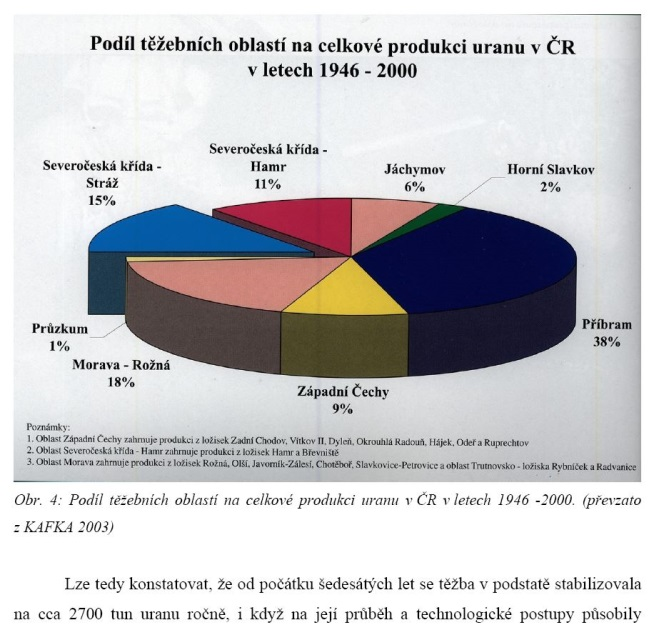 Podíl těžebních oblastí na celkové produkci uranu v ČR
v letech 1946 - 2000
Severočeská křída -
Hamr
11%
Severočeská křída -
Stráž
15%
Jáchymov
6%
Horní Slavkov
2%
Průzkum
1%
Morava - Rožná
18%
Západní Čechy
9%
Příbram
38%
Poznámky:
1. Oblast Západní Čechy zahrnuje produkci z ložisek Zadní Chodov, Vítkov II, Dyleň, Okrouhlá Radouň, Hájek, Odeř a Ruprechtov
2. Oblast Severočeská křída - Hamr zahrnuje produkci z ložisek Hamr a Břevniště
3. Oblast Morava zahrnuje produkci z ložisek Rožná, Olší, Javorník-Zálesí, Chotěboř, Slavkovice-Petrovice a oblast Trutnovsko - ložiska Rybníček a Radvanice
Obr. 4: Podíl těžebních oblastí na celkové produkci uranu v ČR v letech 1946 -2000. (převzato
z KAFKA 2003)
Lze tedy konstatovat, že od počátku šedesátých let se těžba v podstatě stabilizovala
na cca 2700 tun uranu ročně, i když na její průběh a technologické postupy působily